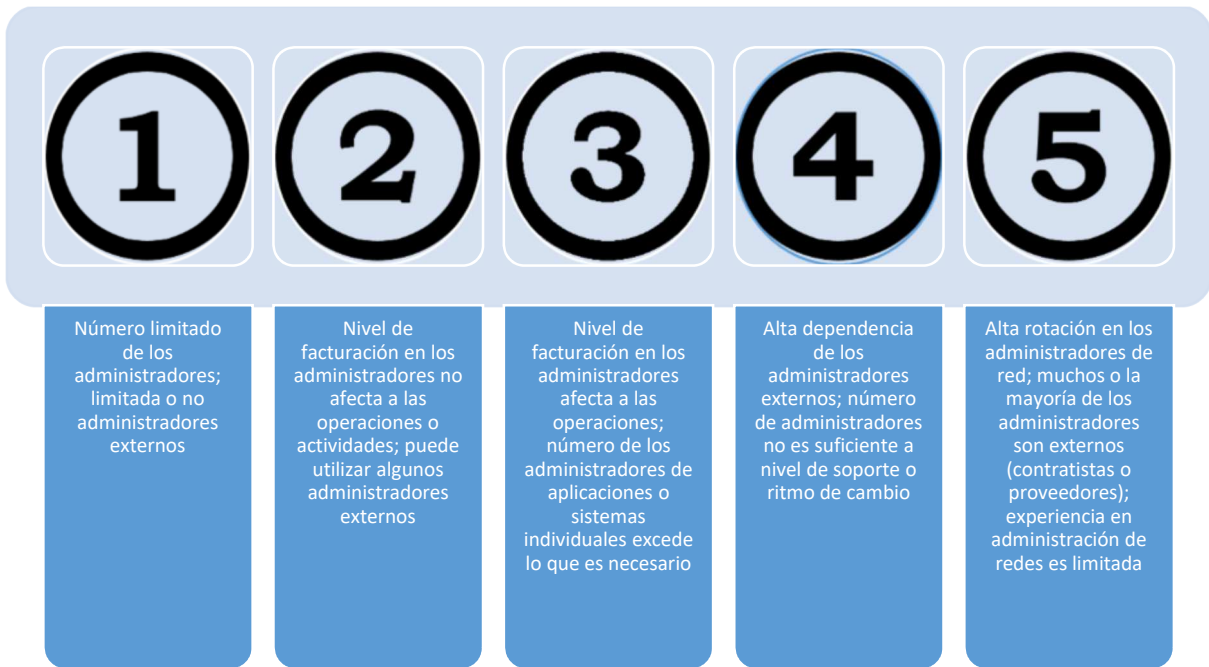 1
2
3
4
5
Número limitado
de los
administradores;
limitada o no
administradores
externos
Nivel de
facturación en los
administradores no
afecta a las
operaciones o
actividades; puede
utilizar algunos
administradores
externos
Nivel de
facturación en los
administradores
afecta a las
operaciones;
número de los
administradores de
aplicaciones o
sistemas
individuales excede
lo que es necesario
Alta dependencia
de los
administradores
externos; número
de administradores
no es suficiente a
nivel de soporte o
ritmo de cambio
Alta rotación en los
administradores de
red; muchos o la
mayoría de los
administradores
son externos
(contratistas o
proveedores);
experiencia en
administración de
redes es limitada